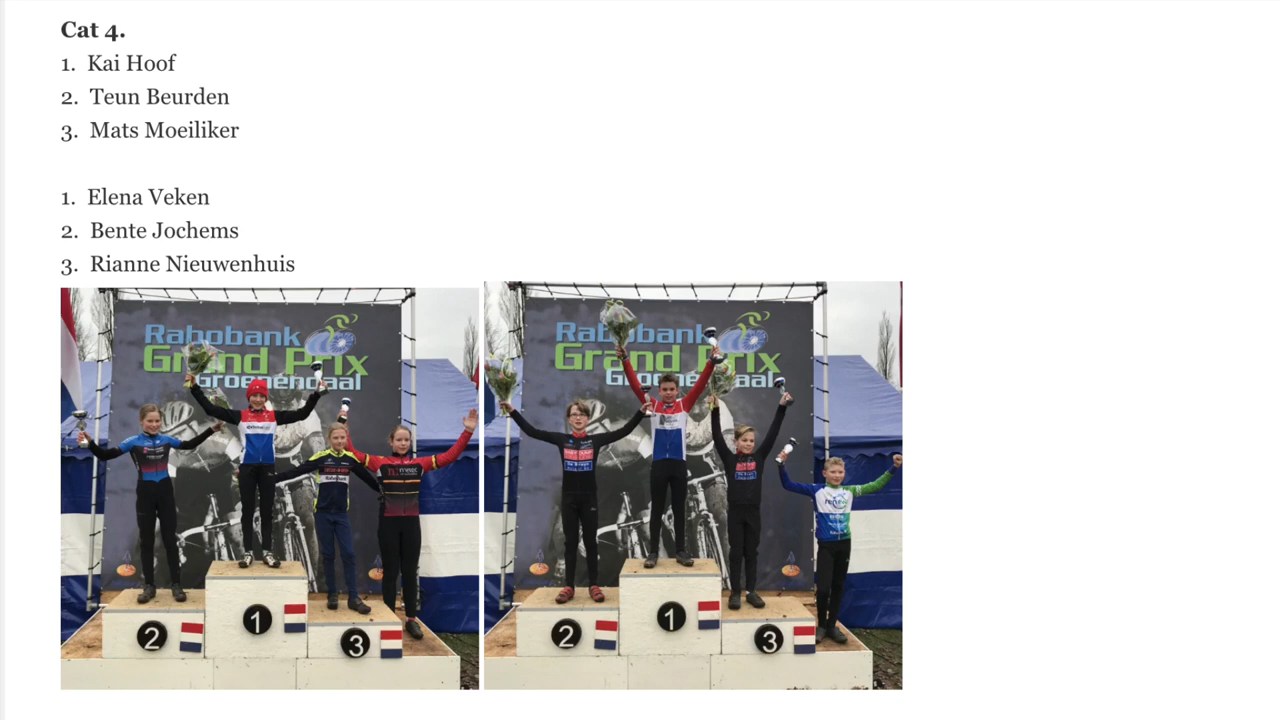 Cat 4.
1. Kai Hoof
2. Teun Beurden
3. Mats Moeiliker
1. Elena Veken
2. Bente Jochems
3. Rianne Nieuwenhuis
Rabobank
Grand Prix
Groenendaal
2
1
3
Rabobank
Grand Prix
Groenendaal
2
1
3